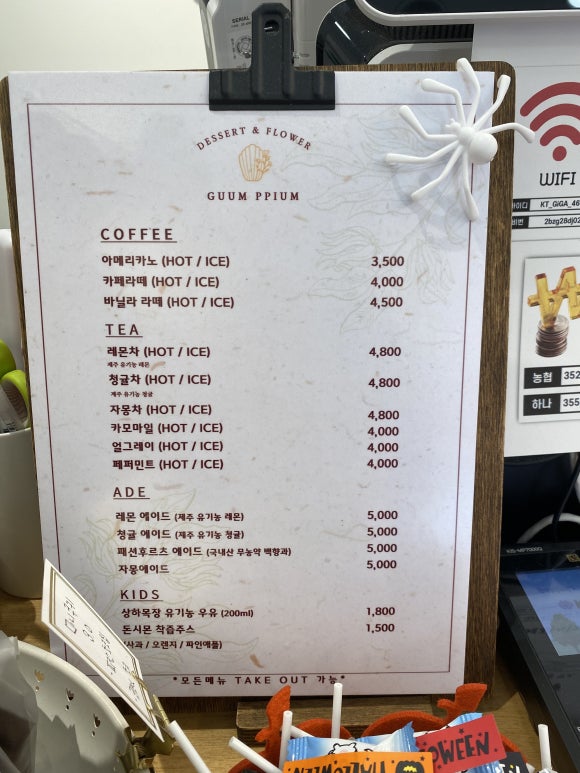 SERIAL
DESSERT & FLOWER
GUUM PPIUM
COFFEE
아메리카노 (HOT / ICE) 3,500
카페라떼 (HOT / ICE) 4,000
바닐라 라떼 (HOT / ICE) 4,500
TEA
레몬차 (HOT / ICE) 4,800
제주 유기농 레몬
청귤차 (HOT / ICE) 4,800
제주 유기농 청귤
자몽차 (HOT / ICE) 4,800
카모마일 (HOT / ICE) 4,000
얼그레이 (HOT / ICE) 4,000
페퍼민트 (HOT / ICE) 4,000
ADE
레몬 에이드 (제주 유기농 레몬) 5,000
청귤 에이드 (제주 유기농 청귤) 5,000
패션후르츠 에이드 (국내산 무농약 백향과) 5,000
자몽에이드 5,000
KIDS
상하목장 유기농 우유 (200ml) 1,800
돈시몬 착즙주스 1,500
사과 / 오렌지 / 파인애플)
*모든메뉴 TAKE OUT 가능*
WIFI
아이디 KT_GiGA_46
비번 2bzg28dj02
농협 352
하나 355
OWEEN